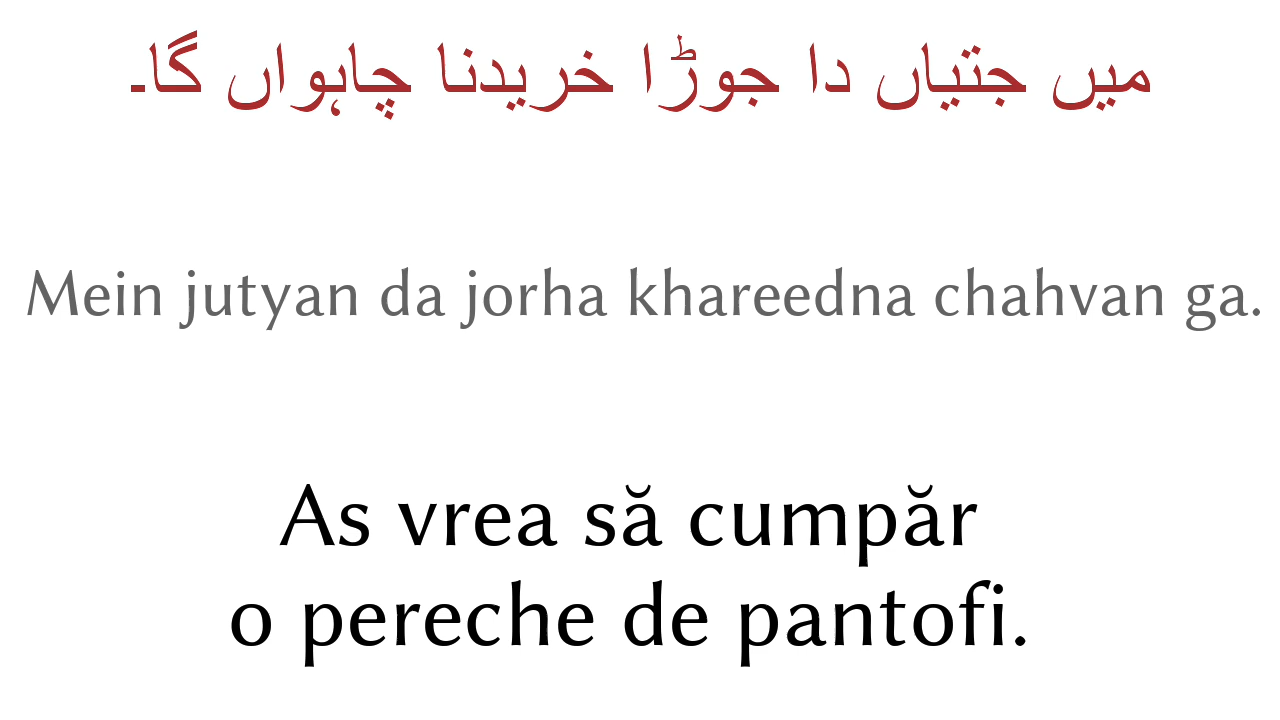 میں جتیاں دا جوڑا خریدنا چاہواں گا۔
Mein jutyan da jorha khareedna chahvan ga.
As vrea să cumpăr
o pereche de pantofi.